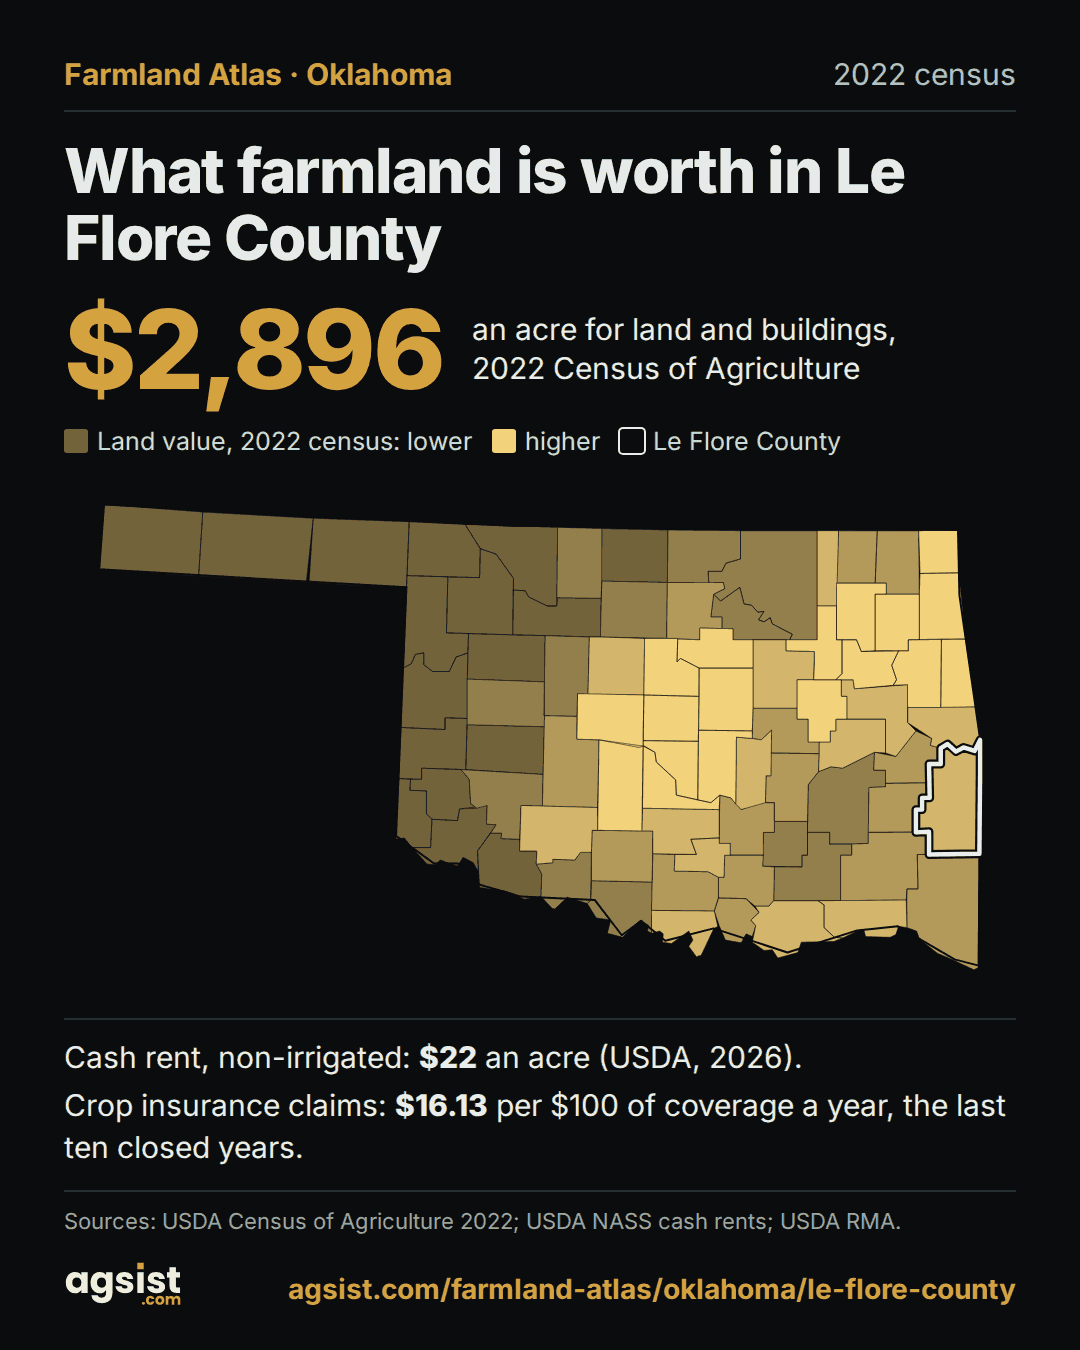 Farmland Atlas · Oklahoma
2022 census
What farmland is worth in Le
Flore County
$2,896
an acre for land and buildings,
2022 Census of Agriculture
Land value, 2022 census: lower
higher
Le Flore County
Cash rent, non-irrigated: $22 an acre (USDA, 2026).
Crop insurance claims: $16.13 per $100 of coverage a year, the last
ten closed years.
Sources: USDA Census of Agriculture 2022; USDA NASS cash rents; USDA RMA.
agsist
.com
agsist.com/farmland-atlas/oklahoma/le-flore-county